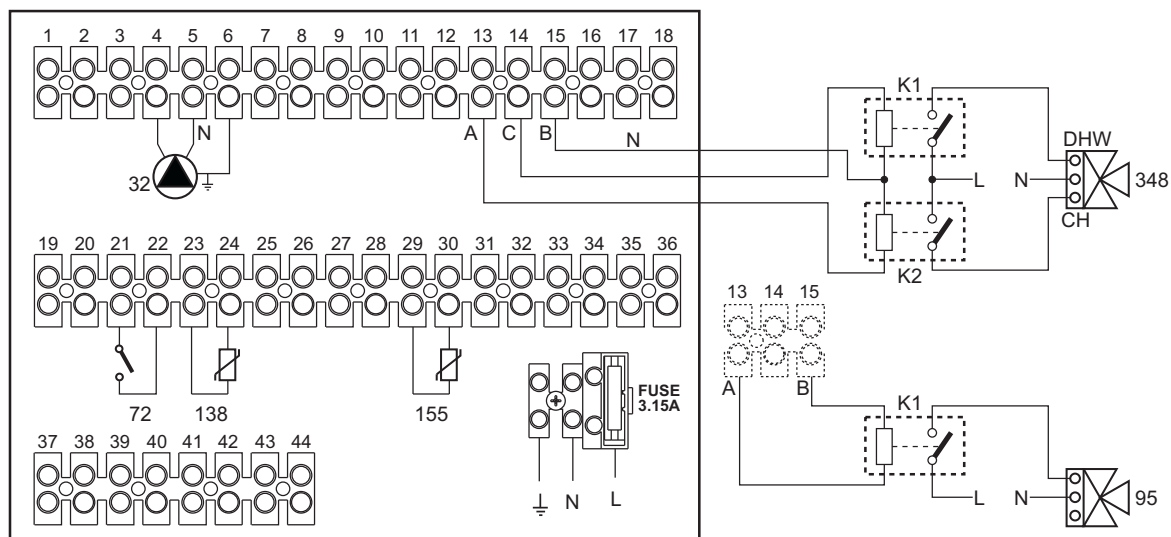 1 2 3 4 5 6 7 8 9 10 11 12 13 14 15 16 17 18
N A C B N
32
K1
DHW
L N 348
CH
K2
19 20 21 22 23 24 25 26 27 28 29 30 31 32 33 34 35 36
13 14 15
72 138 155
FUSE
3.15A
A B
K1
37 38 39 40 41 42 43 44
N L
L N 95